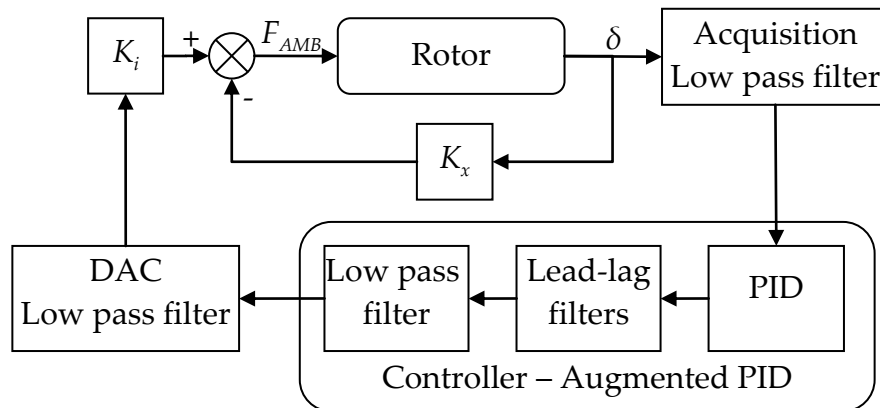 K_i
+
F_AMB
-
Rotor
δ
Acquisition
Low pass filter
K_x
DAC
Low pass filter
Low pass
filter
Lead-lag
filters
PID
Controller – Augmented PID